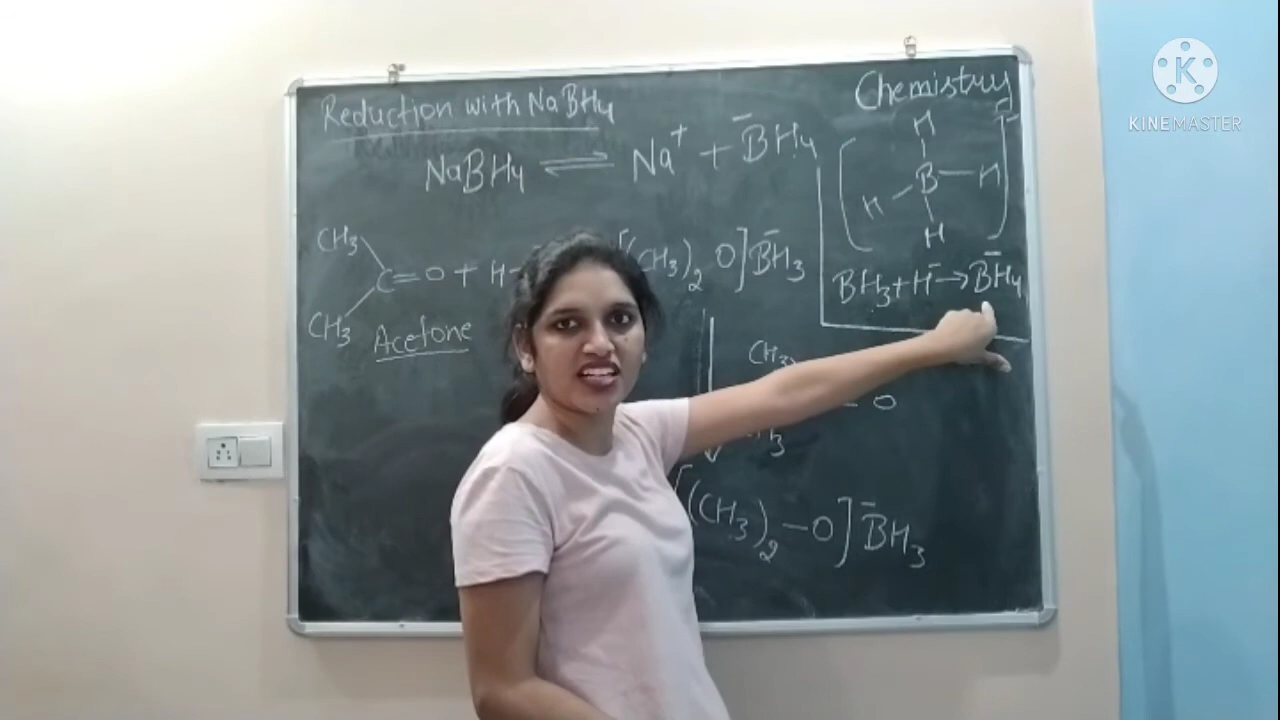 Reduction with NaBH4
NaBH4 ⇌ Na+ + B̄H4
CH3
C=O + H-
CH3
Acetone
(CH3)2 O]B̄H3
CH3
O
[(CH3)2-O]B̄H3
Chemistry
H
B-H
H
H
BH3+H̄→B̄H4
KINEMASTER